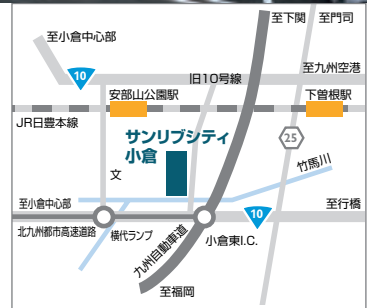 至下関
至門司
至小倉中心部
至九州空港
10
旧10号線
安部山公園駅
下曽根駅
JR日豊本線
サンリブシティ
小倉
25
文
竹馬川
至小倉中心部
10
至行橋
北九州都市高速道路
横代ランプ
小倉東I.C.
九州自動車道
至福岡